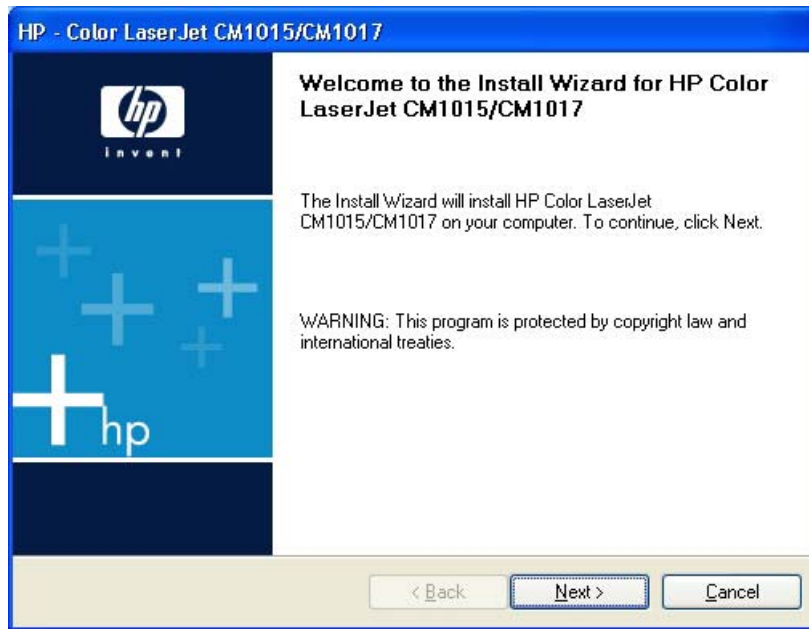 HP - Color LaserJet CM1015/CM1017
hp
invent
Welcome to the Install Wizard for HP Color
LaserJet CM1015/CM1017
The Install Wizard will install HP Color LaserJet
CM1015/CM1017 on your computer. To continue, click Next.
WARNING: This program is protected by copyright law and
international treaties.
hp
< Back
Next >
Cancel